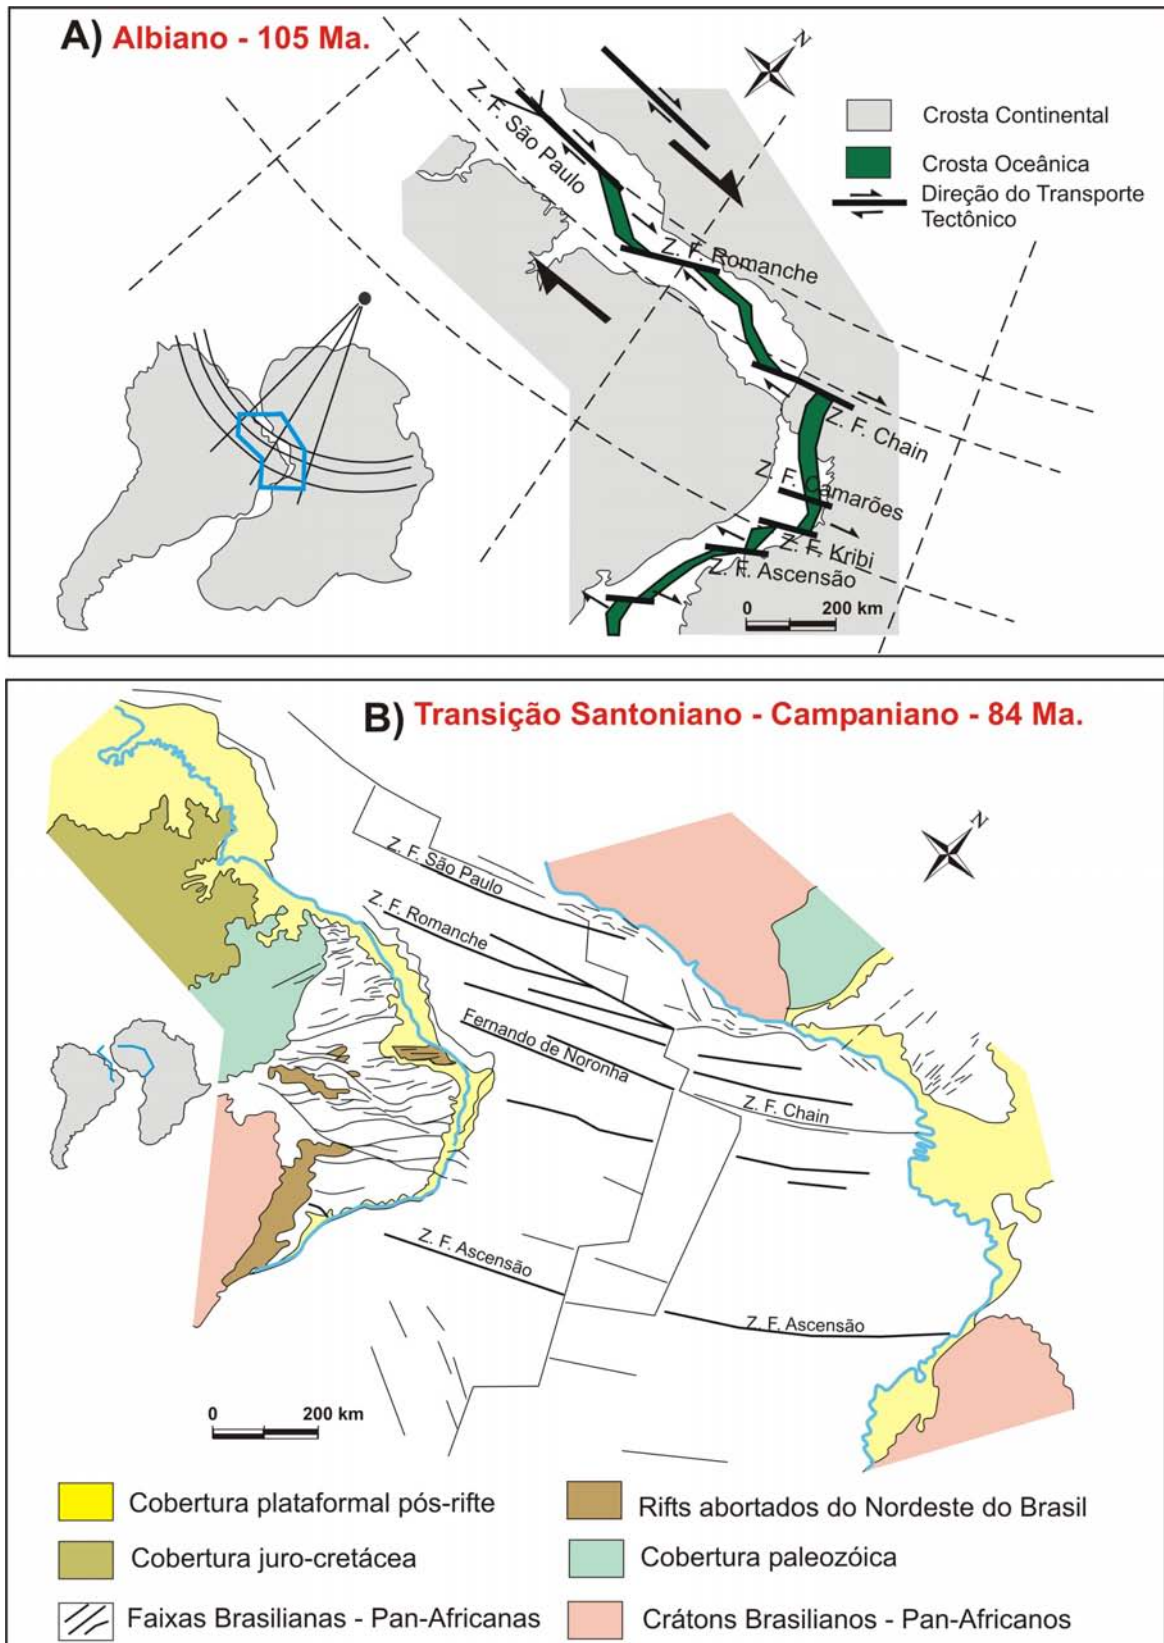 A) Albiano - 105 Ma.
N
Z. F. São Paulo
Crosta Continental
Crosta Oceânica
Direção do Transporte
Tectônico
Z. F. Romanche
Z. F. Chain
Z. F. Camarões
Z. F. Kribi
Z. F. Ascensão
0 200 km
B) Transição Santoniano - Campaniano - 84 Ma.
N
Z. F. São Paulo
Z. F. Romanche
Fernando de Noronha
Z. F. Chain
Z. F. Ascensão
Z. F. Ascensão
0 200 km
Cobertura plataformal pós-rifte
Rifts abortados do Nordeste do Brasil
Cobertura juro-cretácea
Cobertura paleozóica
Faixas Brasilianas - Pan-Africanas
Crátons Brasilianos - Pan-Africanos